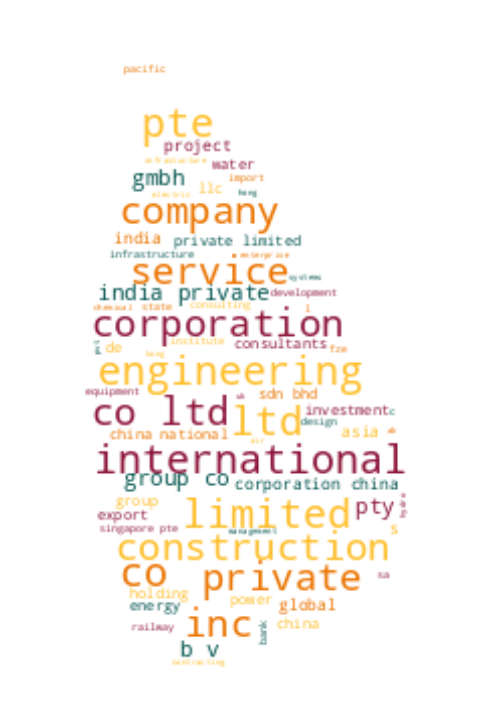 pacific
pte
project
infrastucture water
gmbh import
llc
electric hong
company
india private limited
infrastructure enterprise
service systems
india private development
chemical state consulting l
corporation
institute consultants
de hong fze
engineering
equipment sdn bhd
co ltd ltd investment c
design
china national asia
international
group co corporation china
group limited pty hydro
export
singapore pte management s
construction
co private sa
holding power
energy global
railway inc bank china
b v
contracting